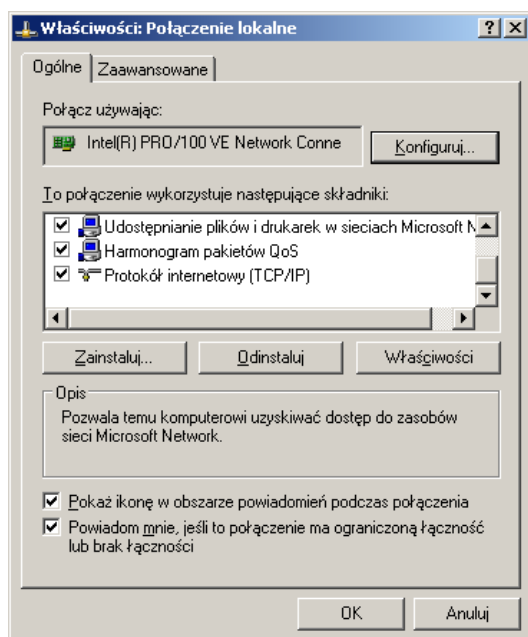 Właściwości: Połączenie lokalne
Ogólne
Zaawansowane
Połącz używając:
Intel(R) PRO/100 VE Network Conne
Konfiguruj...
To połączenie wykorzystuje następujące składniki:
Udostępnianie plików i drukarek w sieciach Microsoft N
Harmonogram pakietów QoS
Protokół internetowy (TCP/IP)
Zainstaluj...
Odinstaluj
Właściwości
Opis
Pozwala temu komputerowi uzyskiwać dostęp do zasobów
sieci Microsoft Network.
Pokaż ikonę w obszarze powiadomień podczas połączenia
Powiadom mnie, jeśli to połączenie ma ograniczoną łączność
lub brak łączności
OK
Anuluj